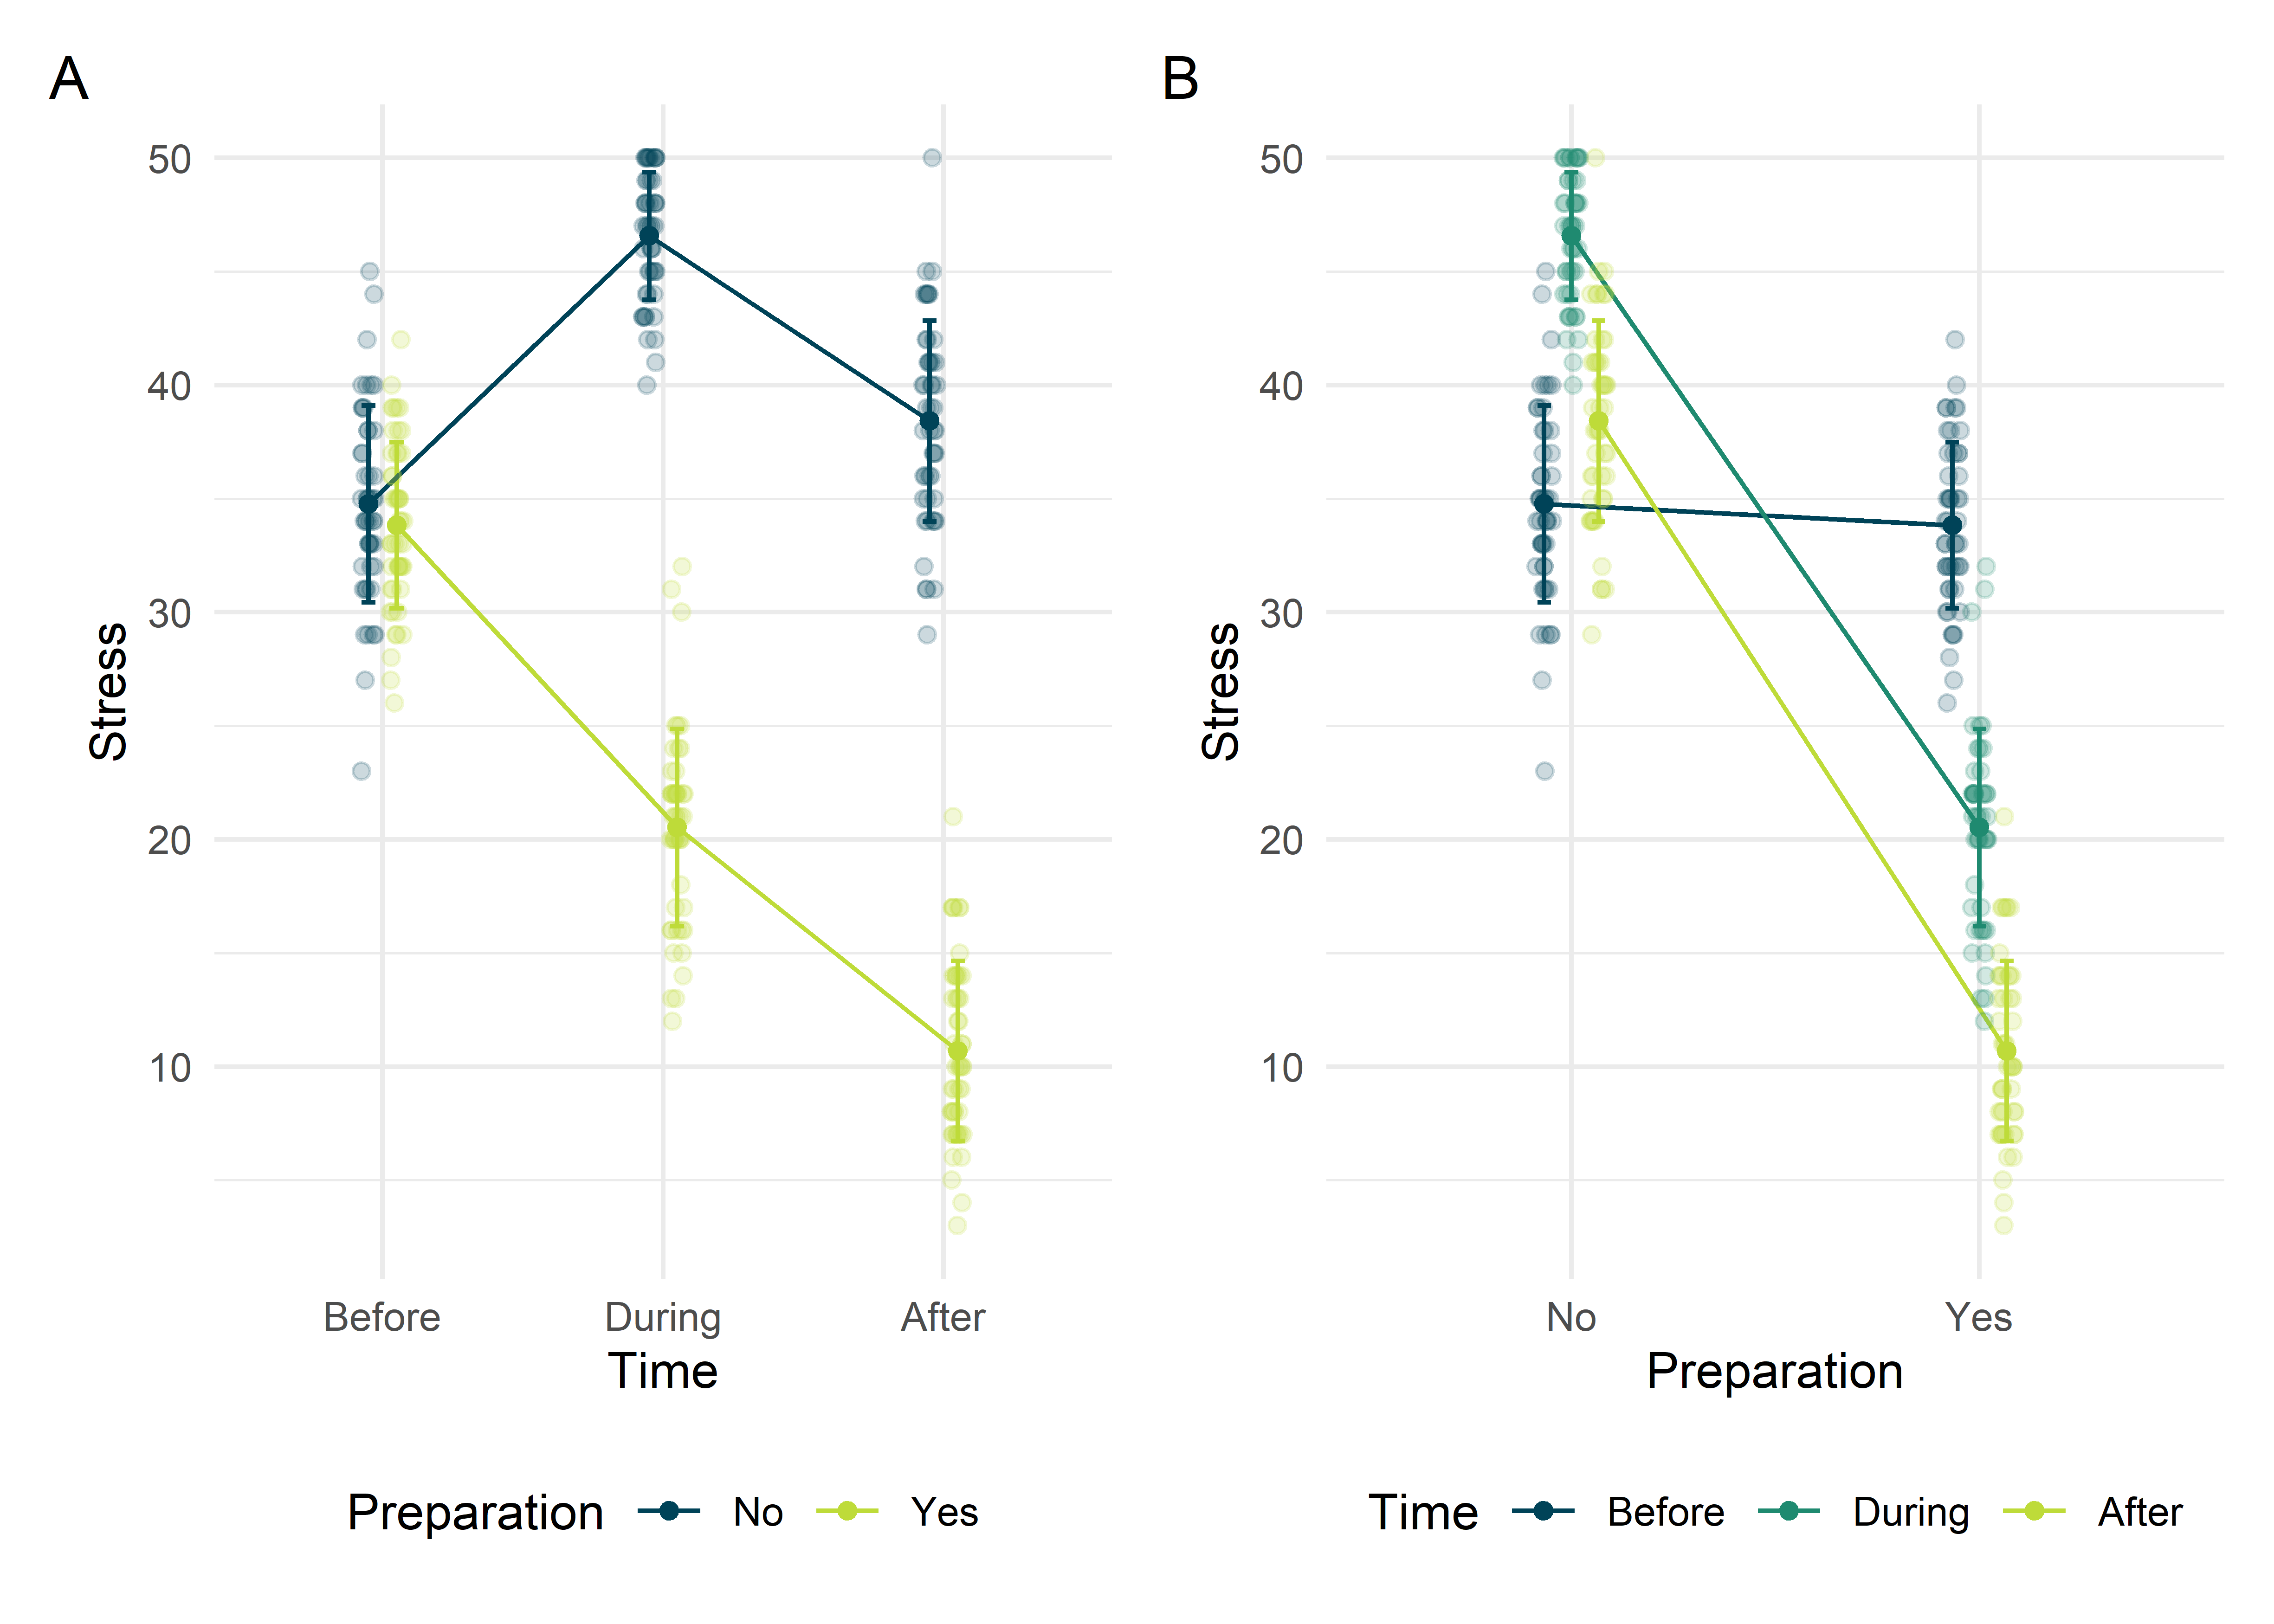 A
50
40
30
20
10
Stress
Before During After
Time
Preparation No Yes
B
50
40
30
20
10
Stress
No Yes
Preparation
Time Before During After